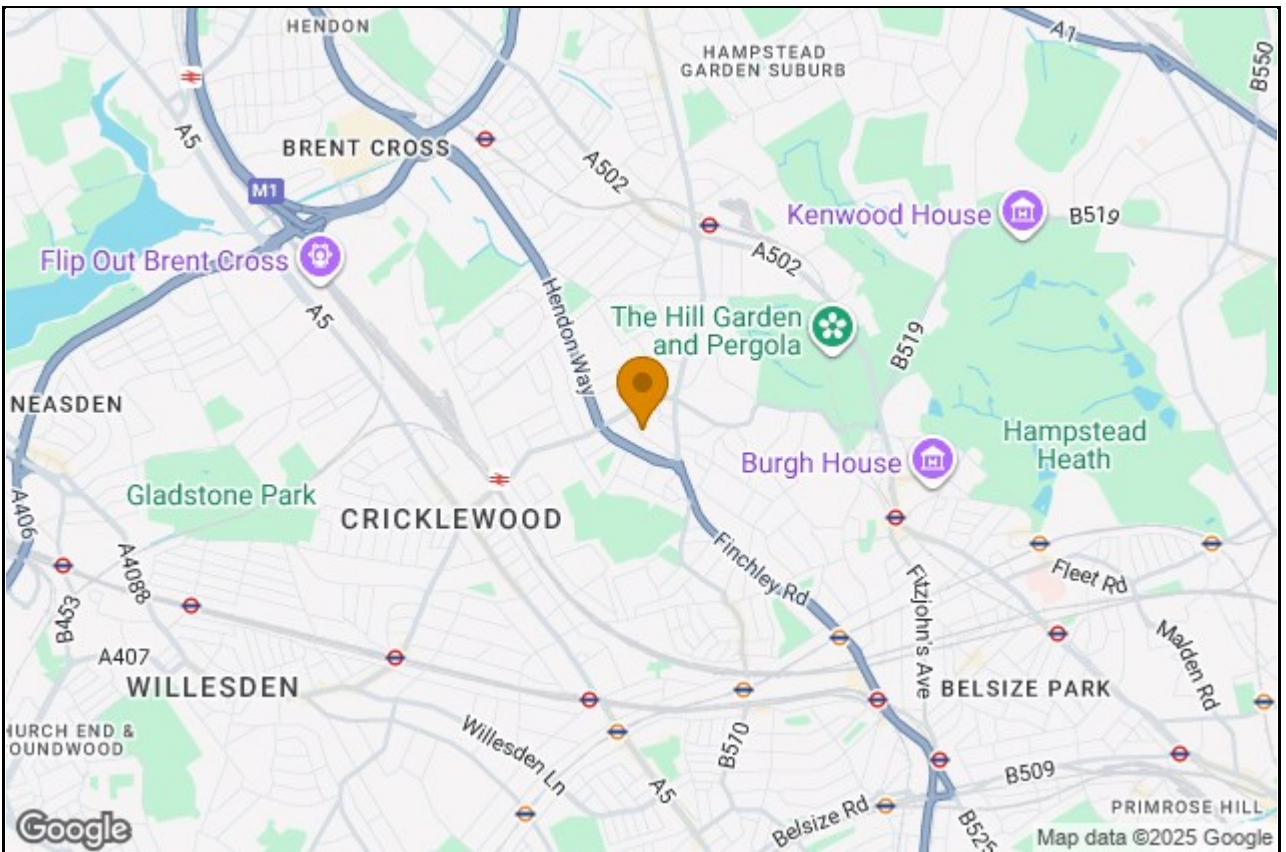 HENDON
A1
B550
HAMPSTEAD
GARDEN SUBURB
A5
BRENT CROSS
A502
M1
Kenwood House
B519
Flip Out Brent Cross
A502
A5
Hendon Way
The Hill Garden
and Pergola
B519
NEASDEN
Hampstead
Heath
Burgh House
Gladstone Park
A406
CRICKLEWOOD
Finchley Rd
A4088
Fleet Rd
Fitzjohn's Ave
B453
A407
Malden Rd
WILLESDEN
BELSIZE PARK
HURCH END &
OUNDWOOD
Willesden Ln
B510
A5
B509
Belsize Rd
B525
PRIMROSE HILL
Google
Map data ©2025 Google